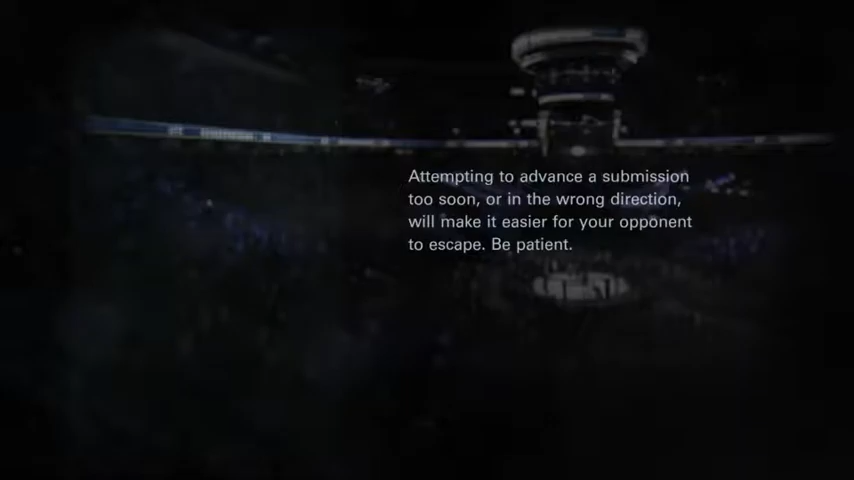 Attempting to advance a submission
too soon, or in the wrong direction,
will make it easier for your opponent
to escape. Be patient.